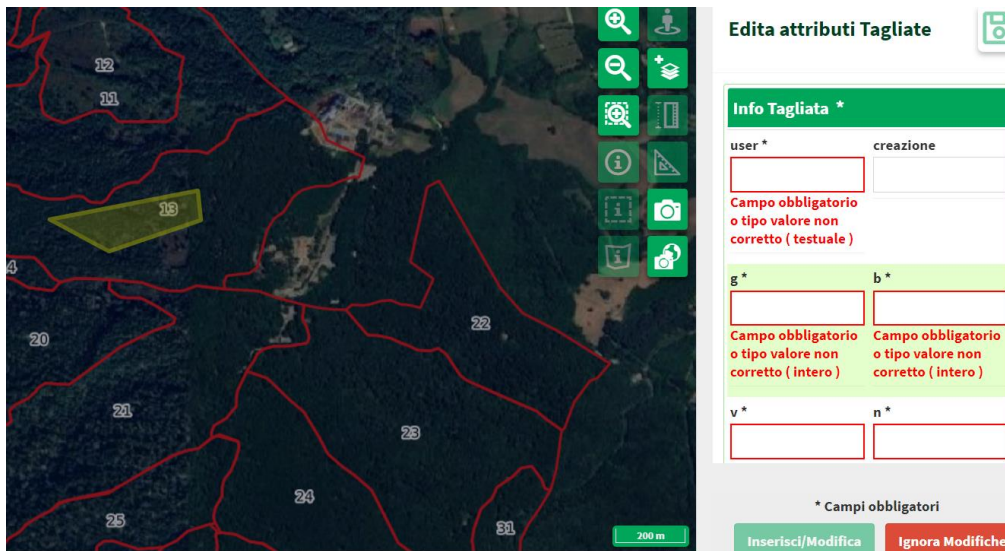 12
11
13
4
20
21
22
23
24
25
31
200 m
Edita attributi Tagliate
Info Tagliata *
user * creazione
Campo obbligatorio
o tipo valore non
corretto ( testuale )
g * b *
Campo obbligatorio Campo obbligatorio
o tipo valore non o tipo valore non
corretto ( intero ) corretto ( intero )
v * n *
* Campi obbligatori
Inserisci/Modifica Ignora Modifiche